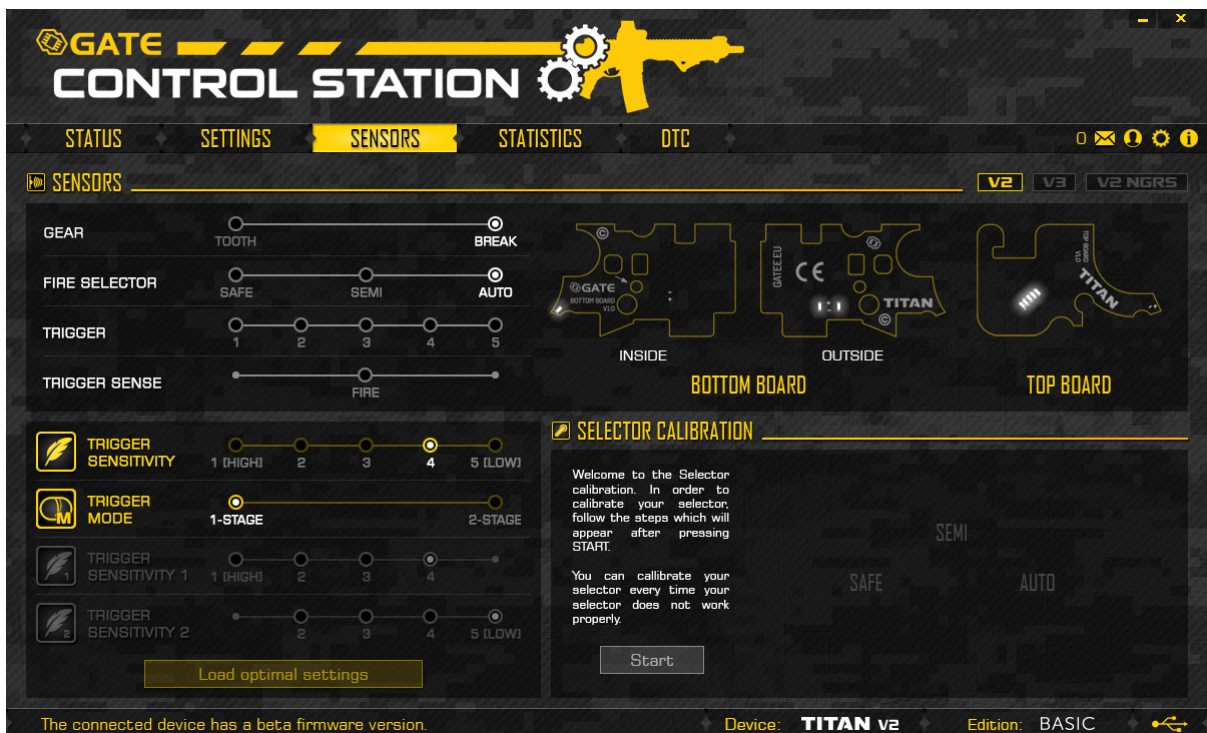 GATE
CONTROL STATION
STATUS SETTINGS SENSORS STATISTICS DTC 0
SENSORS V2 V3 V2 NGRS
GEAR TOOTH BREAK
FIRE SELECTOR SAFE SEMI AUTO
TRIGGER 1 2 3 4 5
TRIGGER SENSE FIRE
©
GATE
BOTTOM BOARD
V1.0
INSIDE
GATEE.EU
CE
TITAN
©
OUTSIDE
BOTTOM BOARD
TOP BOARD
V1.0
TITAN
TOP BOARD
TRIGGER
SENSITIVITY 1 [HIGH] 2 3 4 5 [LOW]
TRIGGER
MODE 1-STAGE 2-STAGE
TRIGGER
SENSITIVITY 1 1 [HIGH] 2 3 4
TRIGGER
SENSITIVITY 2 2 3 4 5 [LOW]
Load optimal settings
SELECTOR CALIBRATION
Welcome to the Selector
calibration. In order to
calibrate your selector,
follow the steps which will
appear after pressing
START.
You can callibrate your
selector every time your
selector does not work
properly.
Start
SEMI
SAFE AUTO
The connected device has a beta firmware version. Device: TITAN V2 Edition: BASIC